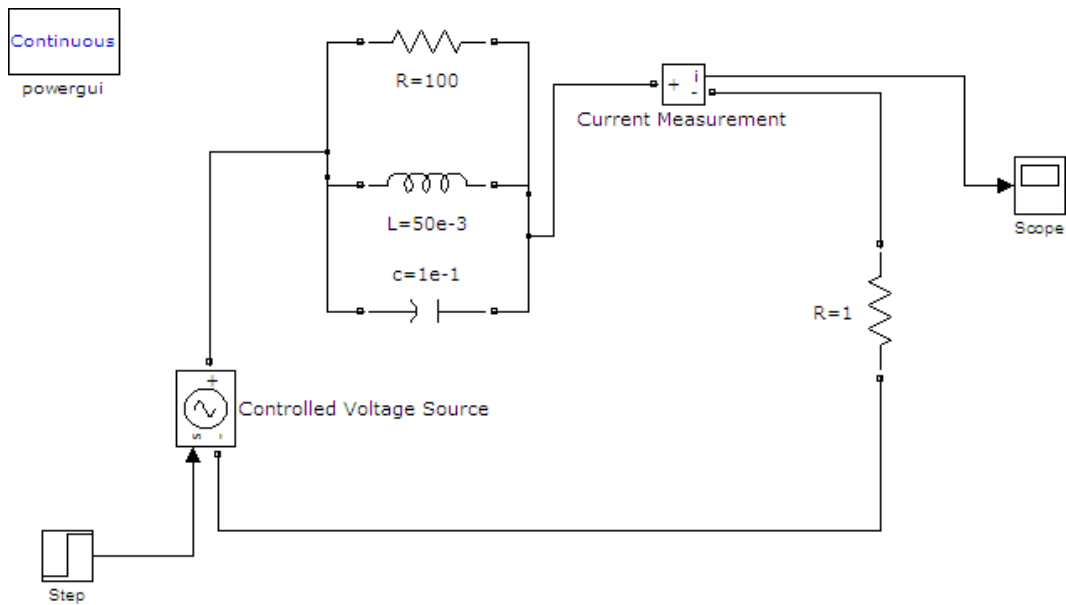 Continuous
powergui
R=100
L=50e-3
c=1e-1
+ i
-
Current Measurement
Scope
R=1
+
s -
Controlled Voltage Source
Step